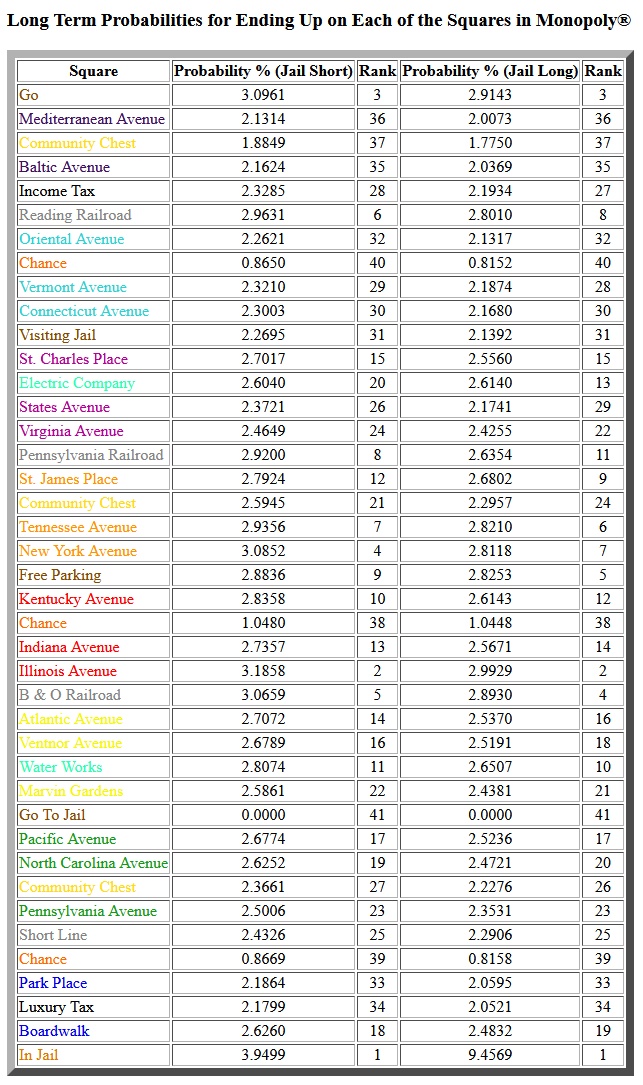 Long Term Probabilities for Ending Up on Each of the Squares in Monopoly®
Square Probability % (Jail Short) Rank Probability % (Jail Long) Rank
Go 3.0961 3 2.9143 3
Mediterranean Avenue 2.1314 36 2.0073 36
Community Chest 1.8849 37 1.7750 37
Baltic Avenue 2.1624 35 2.0369 35
Income Tax 2.3285 28 2.1934 27
Reading Railroad 2.9631 6 2.8010 8
Oriental Avenue 2.2621 32 2.1317 32
Chance 0.8650 40 0.8152 40
Vermont Avenue 2.3210 29 2.1874 28
Connecticut Avenue 2.3003 30 2.1680 30
Visiting Jail 2.2695 31 2.1392 31
St. Charles Place 2.7017 15 2.5560 15
Electric Company 2.6040 20 2.6140 13
States Avenue 2.3721 26 2.1741 29
Virginia Avenue 2.4649 24 2.4255 22
Pennsylvania Railroad 2.9200 8 2.6354 11
St. James Place 2.7924 12 2.6802 9
Community Chest 2.5945 21 2.2957 24
Tennessee Avenue 2.9356 7 2.8210 6
New York Avenue 3.0852 4 2.8118 7
Free Parking 2.8836 9 2.8253 5
Kentucky Avenue 2.8358 10 2.6143 12
Chance 1.0480 38 1.0448 38
Indiana Avenue 2.7357 13 2.5671 14
Illinois Avenue 3.1858 2 2.9929 2
B & O Railroad 3.0659 5 2.8930 4
Atlantic Avenue 2.7072 14 2.5370 16
Ventnor Avenue 2.6789 16 2.5191 18
Water Works 2.8074 11 2.6507 10
Marvin Gardens 2.5861 22 2.4381 21
Go To Jail 0.0000 41 0.0000 41
Pacific Avenue 2.6774 17 2.5236 17
North Carolina Avenue 2.6252 19 2.4721 20
Community Chest 2.3661 27 2.2276 26
Pennsylvania Avenue 2.5006 23 2.3531 23
Short Line 2.4326 25 2.2906 25
Chance 0.8669 39 0.8158 39
Park Place 2.1864 33 2.0595 33
Luxury Tax 2.1799 34 2.0521 34
Boardwalk 2.6260 18 2.4832 19
In Jail 3.9499 1 9.4569 1